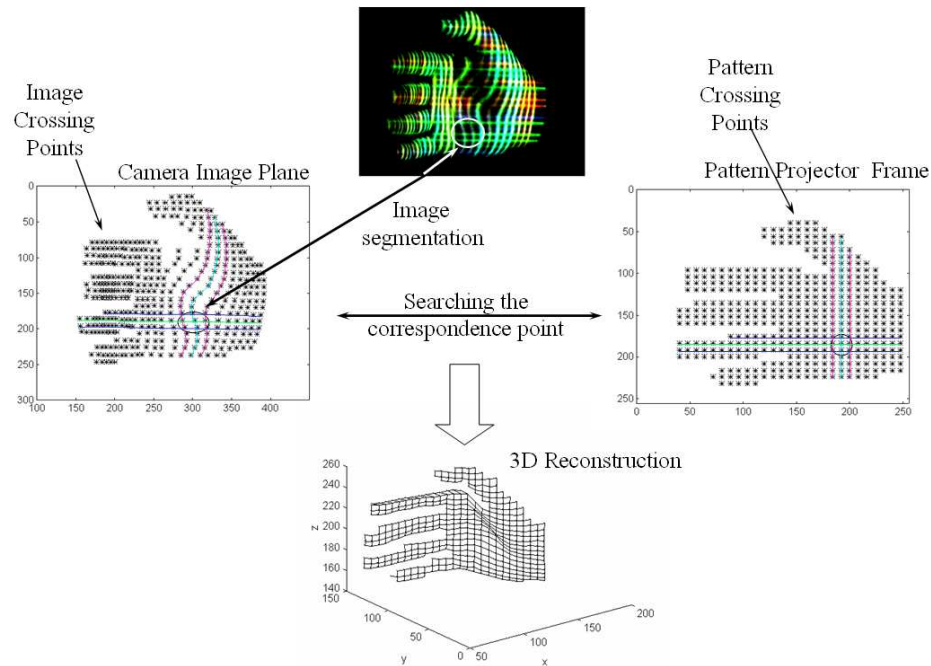 Image
Crossing
Points
Camera Image Plane
Image
segmentation
Pattern
Crossing
Points
Pattern Projector Frame
0
50
100
150
200
250
300
100
150
200
250
300
350
400
Searching the
correspondence point
0
50
100
150
200
250
0
50
100
150
200
250
3D Reconstruction
260
240
220
200
180
160
140
z
150
100
50
0
y
50
100
150
200
x